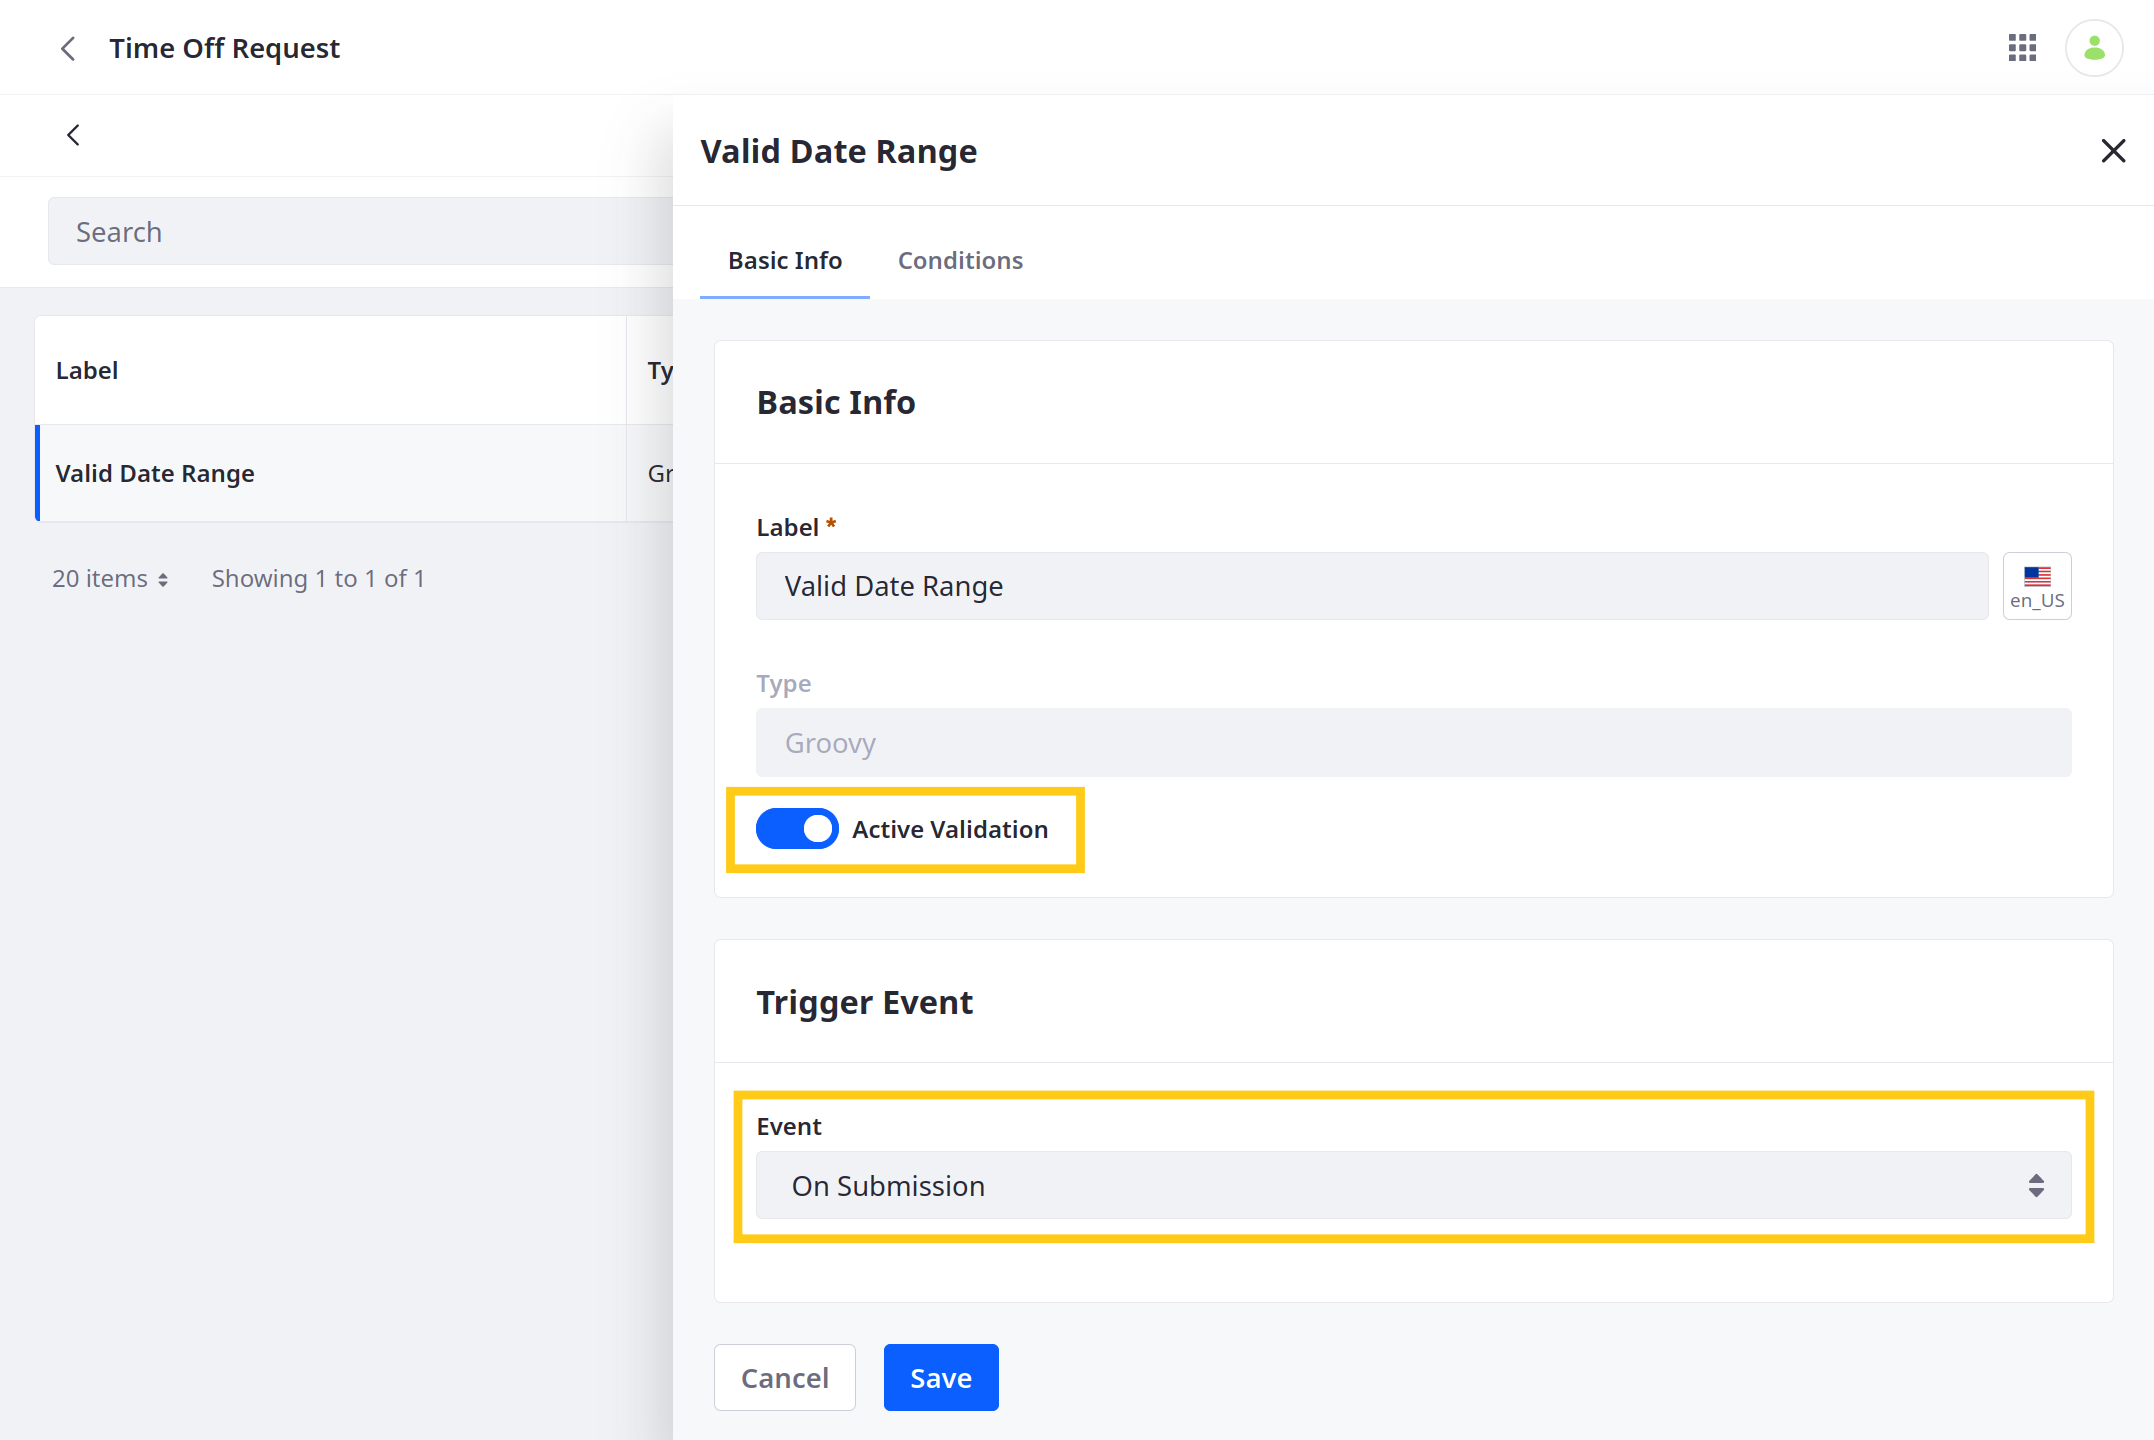 Time Off Request
Search
Label
Ty
Valid Date Range
Gr
20 items
Showing 1 to 1 of 1
Valid Date Range
Basic Info
Conditions
Basic Info
Label *
Valid Date Range
en_US
Type
Groovy
Active Validation
Trigger Event
Event
On Submission
Cancel
Save